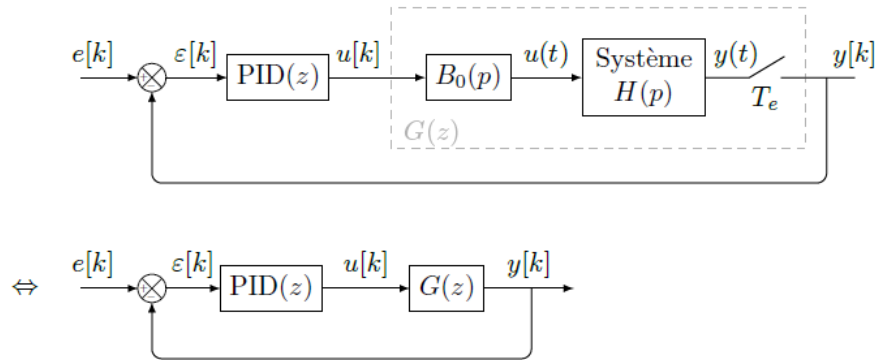 e[k] ε[k] PID(z) u[k] B₀(p) u(t) Système H(p) y(t) Tₑ y[k]
G(z)
⇔ e[k] ε[k] PID(z) u[k] G(z) y[k]